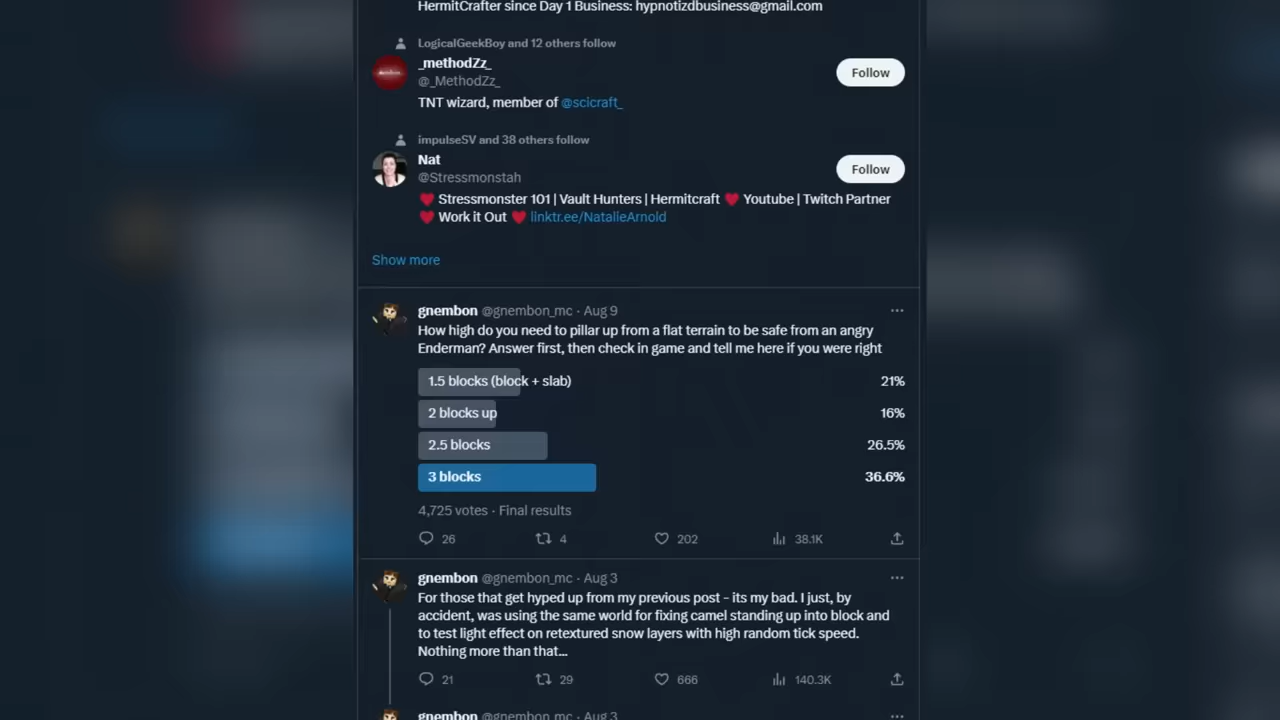 HermitCrafter since Day 1 Business: hypnotizdbusiness@gmail.com
LogicalGeekBoy and 12 others follow
_methodZz_
@_MethodZz_
Follow
TNT wizard, member of @scicraft_
impulseSV and 38 others follow
Nat
@Stressmonstah
Follow
♥ Stressmonster 101 | Vault Hunters | Hermitcraft ♥ Youtube | Twitch Partner
♥ Work it Out ♥ linktr.ee/NatalieArnold
Show more
gnembon @gnembon_mc · Aug 9
How high do you need to pillar up from a flat terrain to be safe from an angry
Enderman? Answer first, then check in game and tell me here if you were right
1.5 blocks (block + slab) 21%
2 blocks up 16%
2.5 blocks 26.5%
3 blocks 36.6%
4,725 votes · Final results
26 4 202 38.1K
gnembon @gnembon_mc · Aug 3
For those that get hyped up from my previous post - its my bad. I just, by
accident, was using the same world for fixing camel standing up into block and
to test light effect on retextured snow layers with high random tick speed.
Nothing more than that...
21 29 666 140.3K
gnembon @gnembon_mc · Aug 3